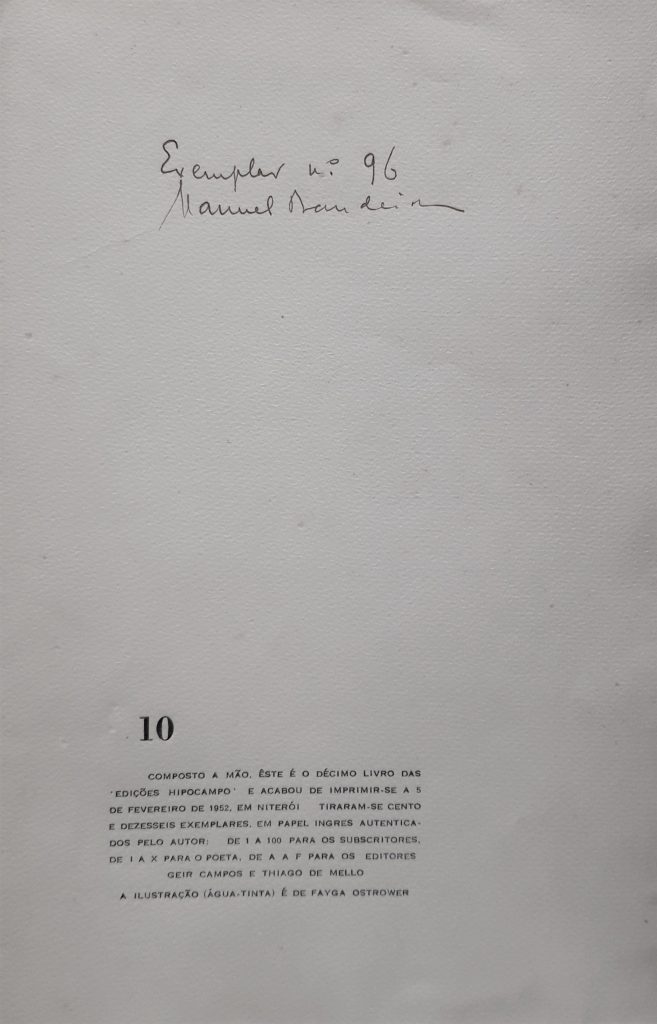 Exemplar nº 96
Manuel Bandeira
10
COMPOSTO A MÃO, ÊSTE É O DÉCIMO LIVRO DAS
'EDIÇÕES HIPOCAMPO' E ACABOU DE IMPRIMIR-SE A 5
DE FEVEREIRO DE 1952, EM NITERÓI TIRARAM-SE CENTO
E DEZESSEIS EXEMPLARES, EM PAPEL INGRES AUTENTICA-
DOS PELO AUTOR: DE 1 A 100 PARA OS SUBSCRITORES,
DE I A X PARA O POETA, DE A A F PARA OS EDITORES
GEIR CAMPOS E THIAGO DE MELLO
A ILUSTRAÇÃO (ÁGUA-TINTA) É DE FAYGA OSTROWER